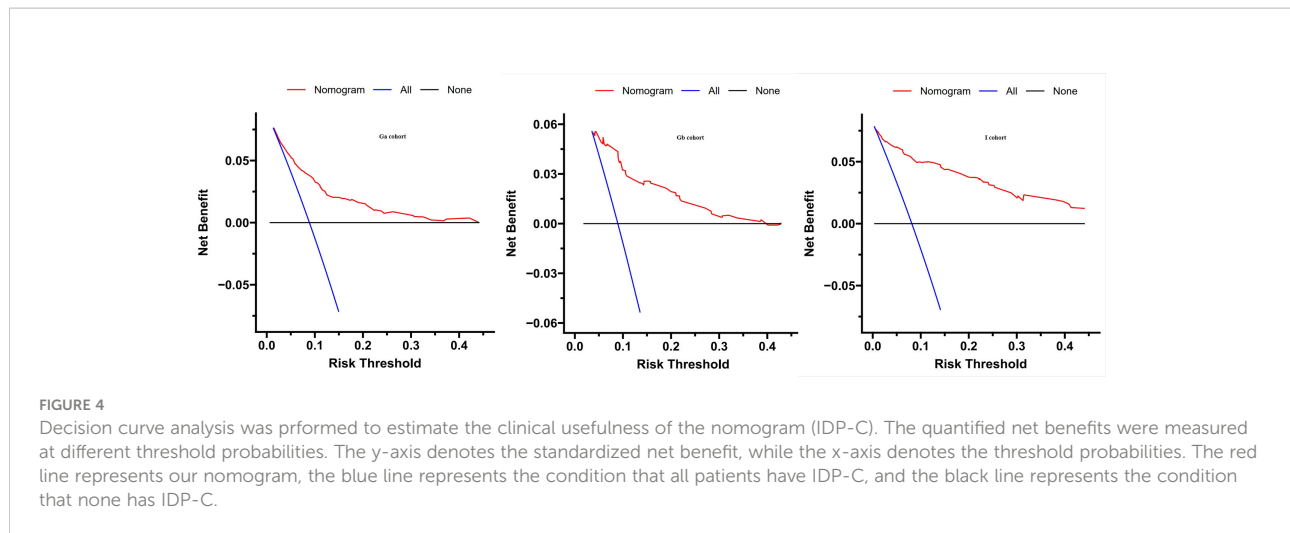 Nomogram All None
Nomogram All None
Nomogram All None
Ga cohort
Gb cohort
I cohort
Net Benefit
0.05
0.00
−0.05
0.0 0.1 0.2 0.3 0.4
Risk Threshold
Net Benefit
0.06
0.03
0.00
−0.03
−0.06
0.0 0.1 0.2 0.3 0.4
Risk Threshold
Net Benefit
0.05
0.00
−0.05
0.0 0.1 0.2 0.3 0.4
Risk Threshold
FIGURE 4
Decision curve analysis was prformed to estimate the clinical usefulness of the nomogram (IDP-C). The quantified net benefits were measured
at different threshold probabilities. The y-axis denotes the standardized net benefit, while the x-axis denotes the threshold probabilities. The red
line represents our nomogram, the blue line represents the condition that all patients have IDP-C, and the black line represents the condition
that none has IDP-C.